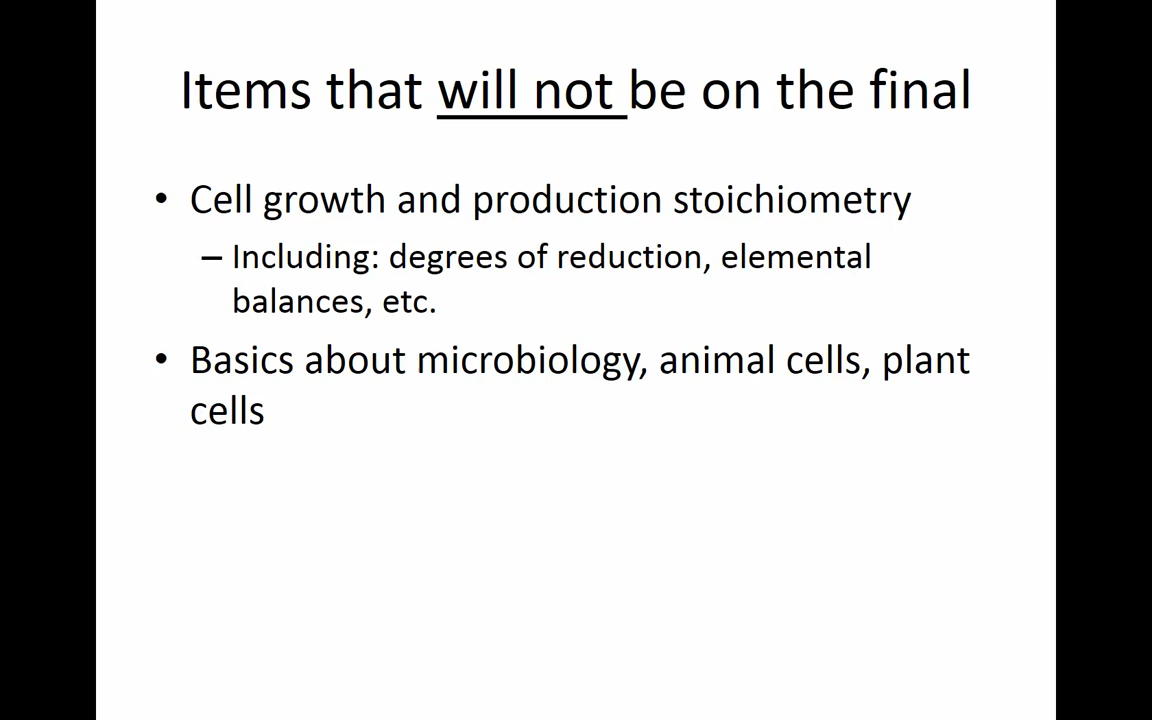 Items that will not be on the final
• Cell growth and production stoichiometry
– Including: degrees of reduction, elemental
balances, etc.
• Basics about microbiology, animal cells, plant
cells